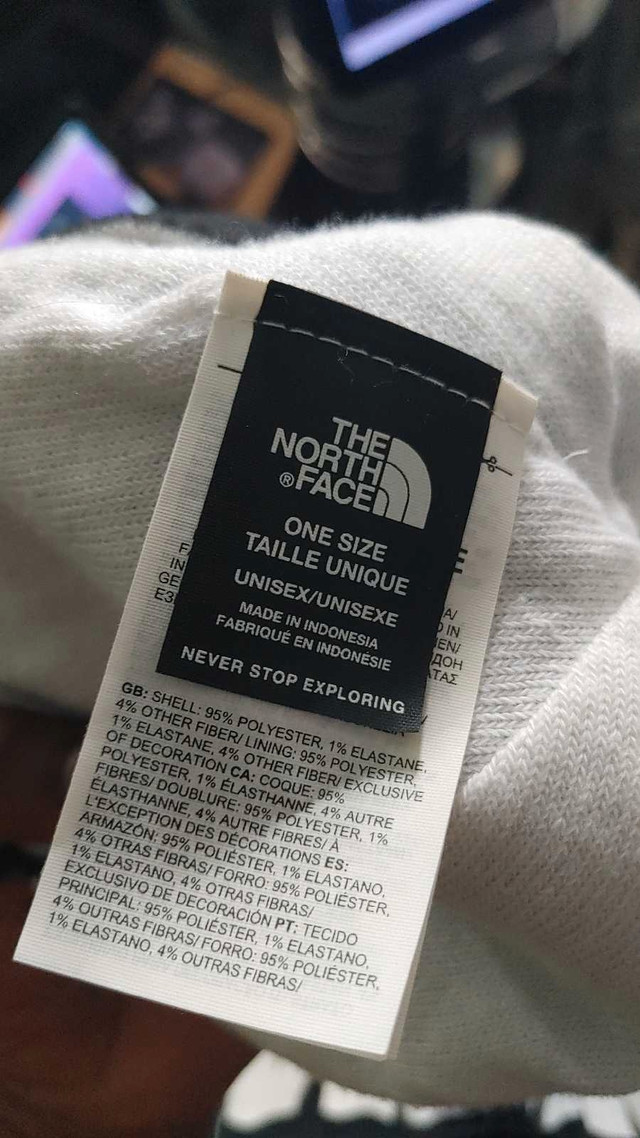 THE
NORTH
®FACE
ONE SIZE
TAILLE UNIQUE
UNISEX/UNISEXE
MADE IN INDONESIA
FABRIQUÉ EN INDONÉSIE
NEVER STOP EXPLORING
GB: SHELL: 95% POLYESTER, 1% ELASTANE,
4% OTHER FIBER/ LINING: 95% POLYESTER,
1% ELASTANE, 4% OTHER FIBER/ EXCLUSIVE
OF DECORATION CA: COQUE: 95%
POLYESTER, 1% ÉLASTHANNE, 4% AUTRE
FIBRES/ DOUBLURE: 95% POLYESTER, 1%
ÉLASTHANNE, 4% AUTRE FIBRES/ À
L'EXCEPTION DES DÉCORATIONS ES:
ARMAZÓN: 95% POLIÉSTER, 1% ELASTANO,
4% OTRAS FIBRAS/ FORRO: 95% POLIÉSTER,
1% ELASTANO, 4% OTRAS FIBRAS/
EXCLUSIVO DE DECORACIÓN PT: TECIDO
PRINCIPAL: 95% POLIÉSTER, 1% ELASTANO,
4% OUTRAS FIBRAS/ FORRO: 95% POLIÉSTER,
1% ELASTANO, 4% OUTRAS FIBRAS/